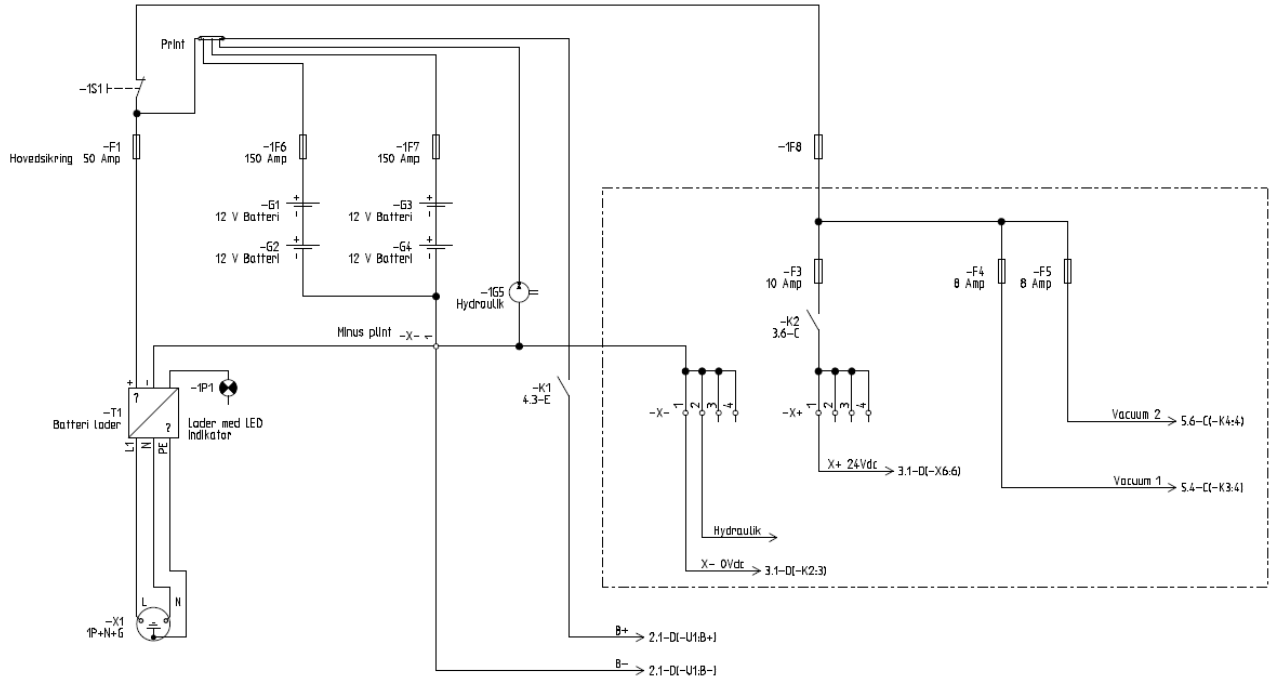 Print
-1S1
-F1
Hovedsikring 50 Amp
-1F6
150 Amp
-1F7
150 Amp
-1F8
+
-G1
12 V Batteri
-
+
-G3
12 V Batteri
-
+
-G2
12 V Batteri
-
+
-G4
12 V Batteri
-
-F3
10 Amp
-F4
8 Amp
-F5
8 Amp
-1G5
Hydraulik
-K2
3.6-C
Minus plint -X- 1
+ -
?
-T1
Batteri lader
?
-1P1
Lader med LED
Indikator
L1 N PE
-K1
4.3-E
-X- 1 2 3 4
-X+ 1 2 3 4
Vacuum 2 5.6-C(-K4:4)
X+ 24Vdc 3.1-D(-X6:6)
Vacuum 1 5.4-C(-K3:4)
Hydraulik
X- 0Vdc 3.1-D(-K2:3)
L N
-X1
1P+N+G
B+ 2.1-D(-U1:B+)
B- 2.1-D(-U1:B-)